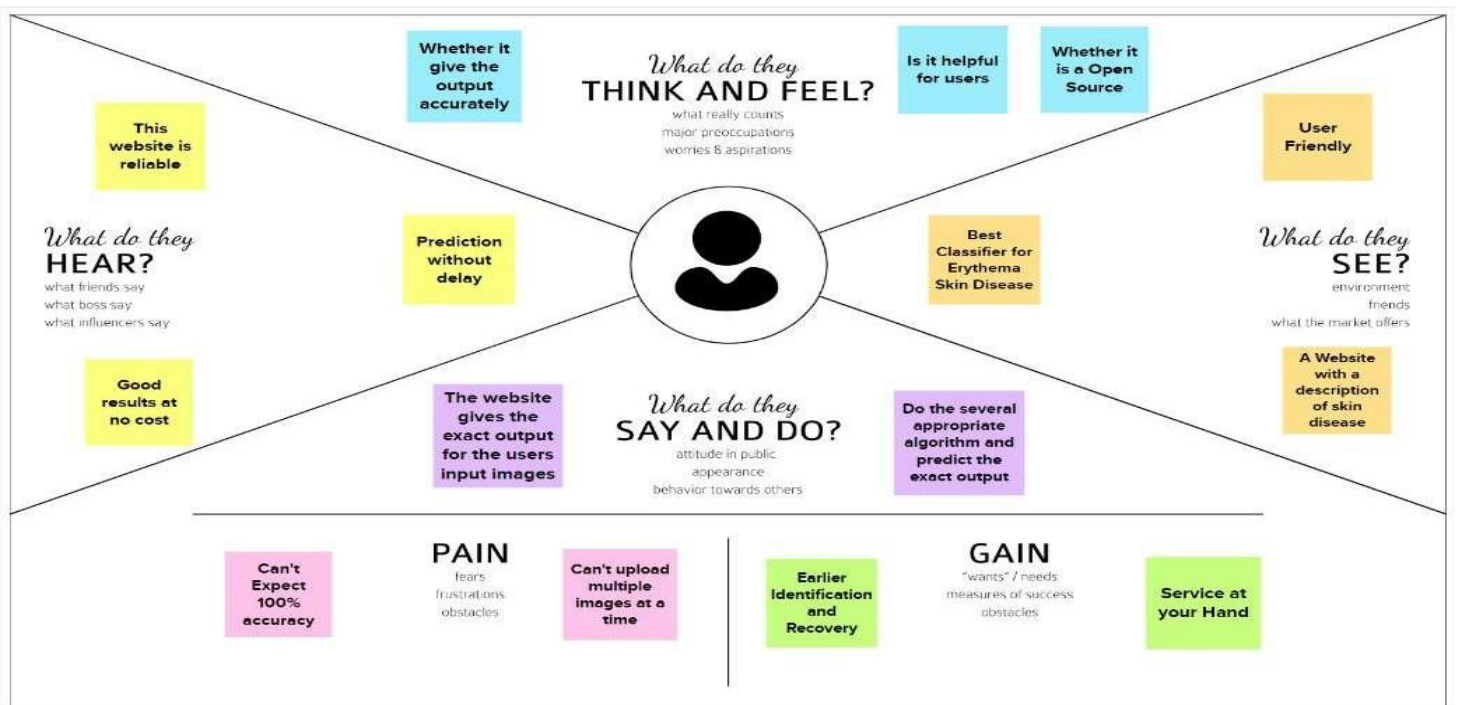 Whether it
give the
output
accurately
What do they
THINK AND FEEL?
what really counts
major preoccupations
worries & aspirations
Is it helpful
for users
Whether it
is a Open
Source
This
website is
reliable
User
Friendly
What do they
HEAR?
what friends say
what boss say
what influencers say
Prediction
without
delay
Best
Classifier for
Erythema
Skin Disease
What do they
SEE?
environment
friends
what the market offers
Good
results at
no cost
The website
gives the
exact output
for the users
input images
What do they
SAY AND DO?
attitude in public
appearance
behavior towards others
Do the several
appropriate
algorithm and
predict the
exact output
A Website
with a
description
of skin
disease
Can't
Expect
100%
accuracy
PAIN
fears
frustrations
obstacles
Can't upload
multiple
images at a
time
Earlier
Identification
and
Recovery
GAIN
"wants" / needs
measures of success
obstacles
Service at
your Hand